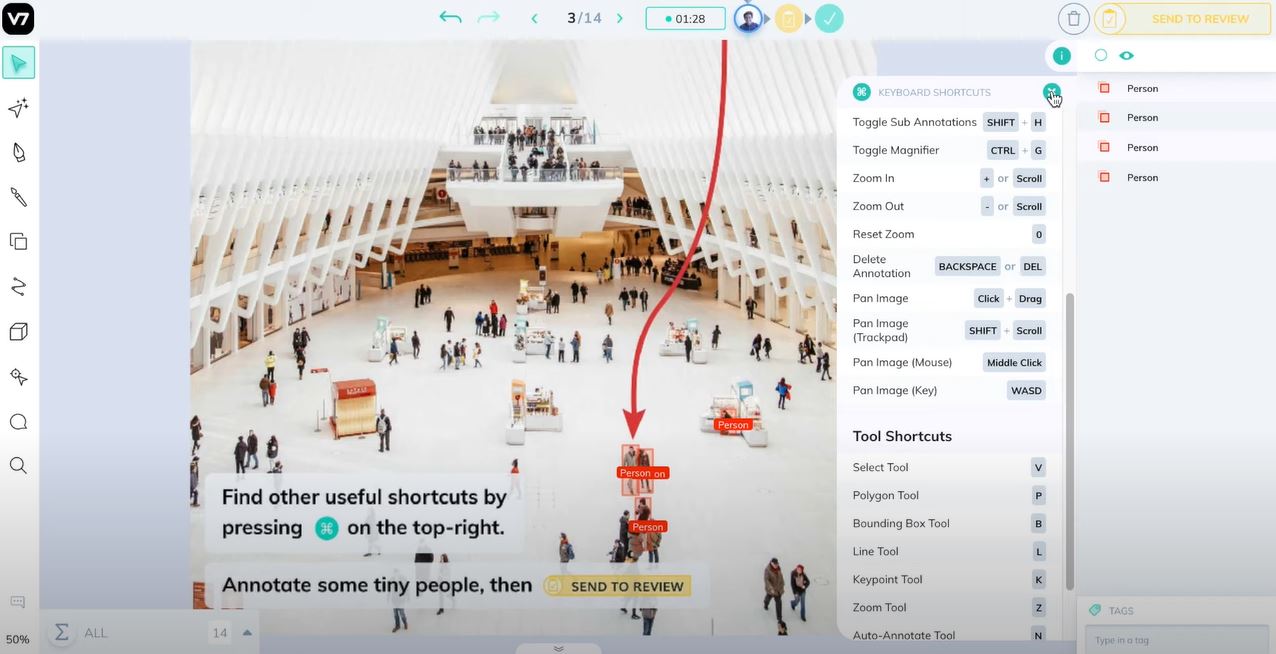 V7
3/14
01:28
SEND TO REVIEW
i
KEYBOARD SHORTCUTS
Toggle Sub Annotations SHIFT + H
Toggle Magnifier CTRL + G
Zoom In + or Scroll
Zoom Out - or Scroll
Reset Zoom 0
Delete
Annotation BACKSPACE or DEL
Pan Image Click + Drag
Pan Image
(Trackpad) SHIFT + Scroll
Pan Image (Mouse) Middle Click
Pan Image (Key) WASD
Tool Shortcuts
Select Tool V
Polygon Tool P
Bounding Box Tool B
Line Tool L
Keypoint Tool K
Zoom Tool Z
Auto-Annotate Tool N
Person
Person
Person
Person
Person
Person on
Person
Find other useful shortcuts by
pressing ⌘ on the top-right.
Annotate some tiny people, then SEND TO REVIEW
50%
Σ ALL 14
TAGS
Type in a tag